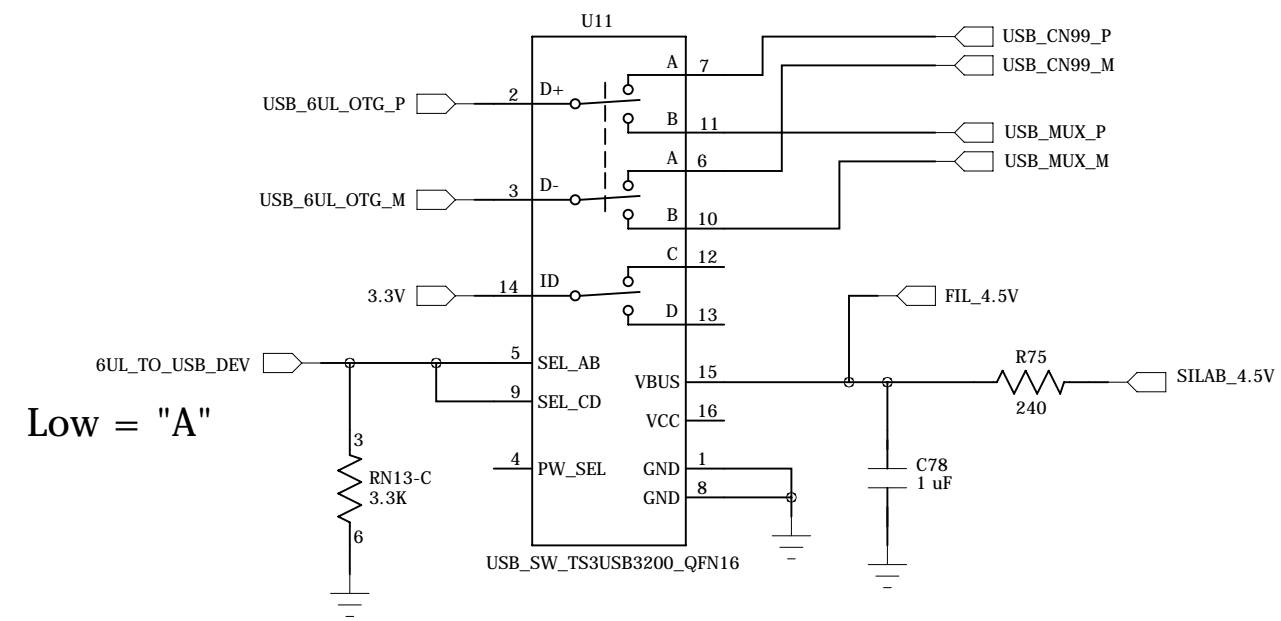 U11
USB_CN99_P
A 7
USB_CN99_M
USB_6UL_OTG_P 2 D+
B 11 USB_MUX_P
A 6 USB_MUX_M
USB_6UL_OTG_M 3 D-
B 10
C 12
3.3V 14 ID
FIL_4.5V
D 13
6UL_TO_USB_DEV 5 SEL_AB
R75
VBUS 15 SILAB_4.5V
9 SEL_CD
240
Low = "A"
VCC 16
3
4 PW_SEL GND 1
C78
RN13-C
1 uF
3.3K
GND 8
6
USB_SW_TS3USB3200_QFN16